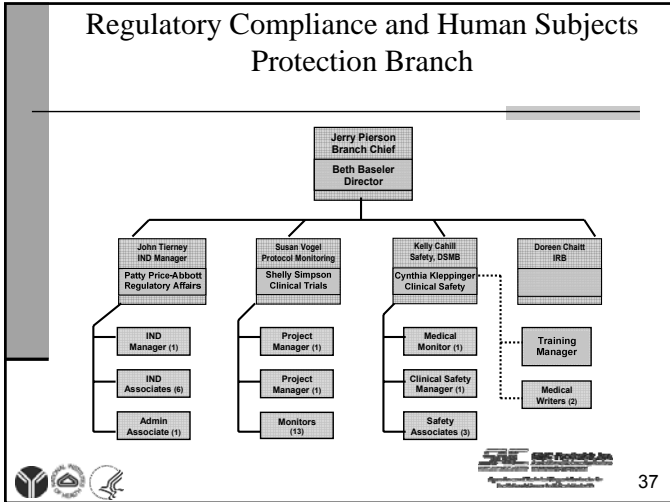 Regulatory Compliance and Human Subjects
Protection Branch
Jerry Pierson
Branch Chief
Beth Baseler
Director
John Tierney
IND Manager
Patty Price-Abbott
Regulatory Affairs
Susan Vogel
Protocol Monitoring
Shelly Simpson
Clinical Trials
Kelly Cahill
Safety, DSMB
Cynthia Kleppinger
Clinical Safety
Doreen Chaitt
IRB
IND
Manager (1)
IND
Associates (6)
Admin
Associate (1)
Project
Manager (1)
Project
Manager (1)
Monitors
(13)
Medical
Monitor (1)
Clinical Safety
Manager (1)
Safety
Associates (3)
Training
Manager
Medical
Writers (2)
37